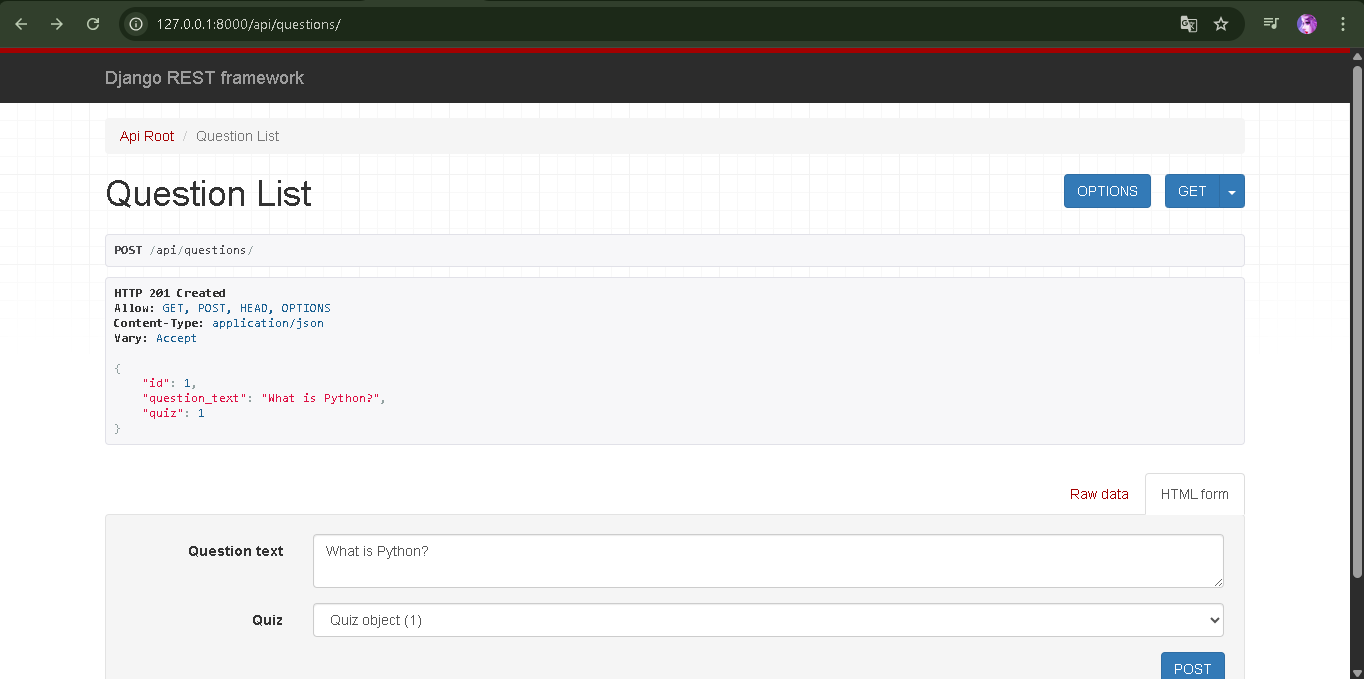 127.0.0.1:8000/api/questions/
Django REST framework
Api Root / Question List
Question List
OPTIONS
GET
POST /api/questions/
HTTP 201 Created
Allow: GET, POST, HEAD, OPTIONS
Content-Type: application/json
Vary: Accept
{
    "id": 1,
    "question_text": "What is Python?",
    "quiz": 1
}
Raw data
HTML form
Question text
What is Python?
Quiz
Quiz object (1)
POST